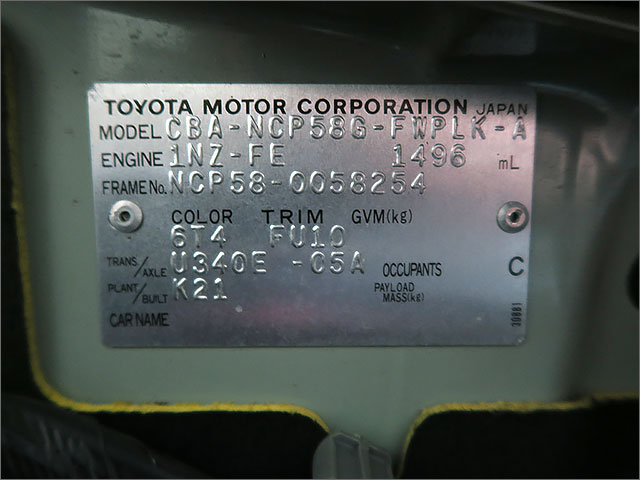 TOYOTA MOTOR CORPORATION JAPAN
MODEL CBA-NCP58G-FWPLK-A
ENGINE 1NZ-FE 1496 mL
FRAME No. NCP58-0058254
COLOR TRIM GVM(kg)
6T4 FU10
TRANS/AXLE U340E -05A OCCUPANTS C
PLANT/BUILT K21 PAYLOAD MASS(kg)
CAR NAME